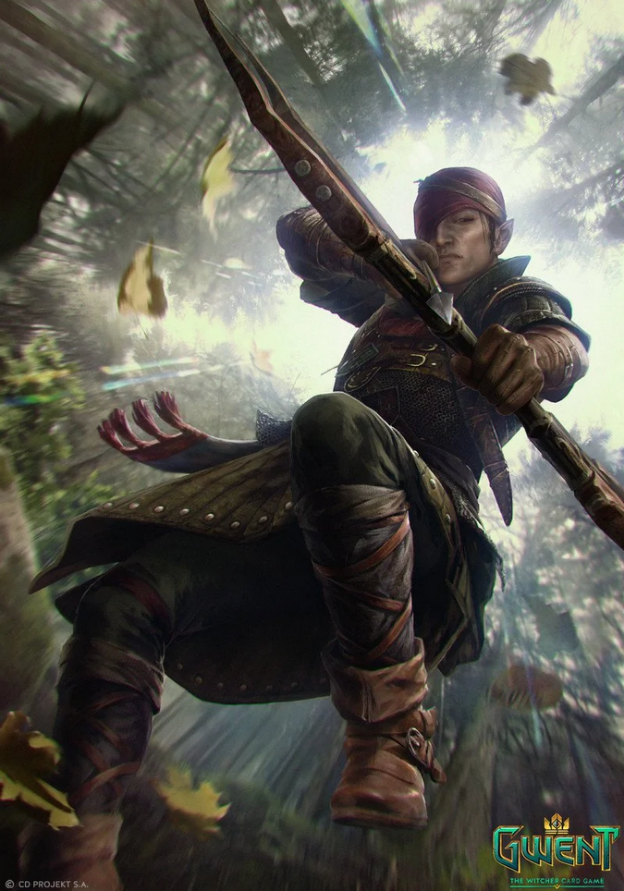 GWENT
THE WITCHER CARD GAME
© CD PROJEKT S.A.